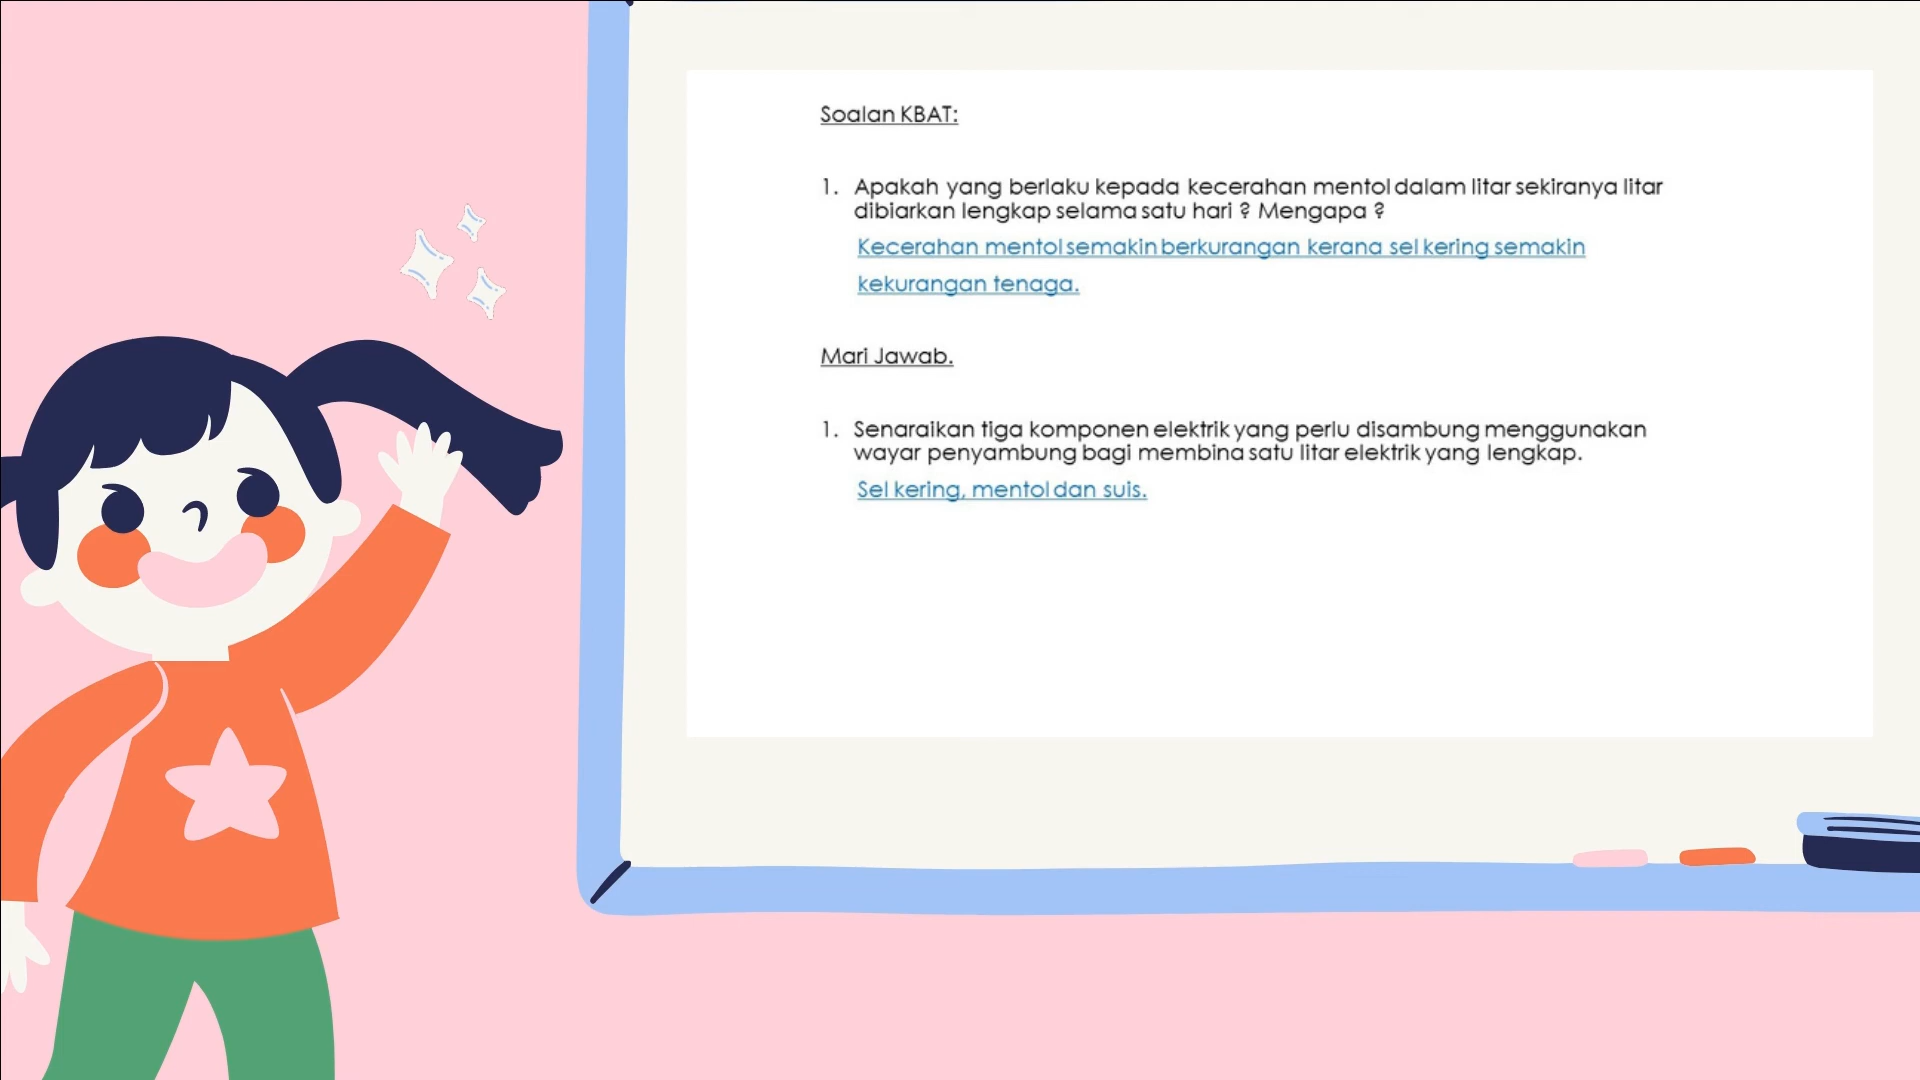 Soalan KBAT:
1. Apakah yang berlaku kepada kecerahan mentol dalam litar sekiranya litar
dibiarkan lengkap selama satu hari ? Mengapa ?
Kecerahan mentol semakin berkurangan kerana sel kering semakin
kekurangan tenaga.
Mari Jawab.
1. Senaraikan tiga komponen elektrik yang perlu disambung menggunakan
wayar penyambung bagi membina satu litar elektrik yang lengkap.
Sel kering, mentol dan suis.